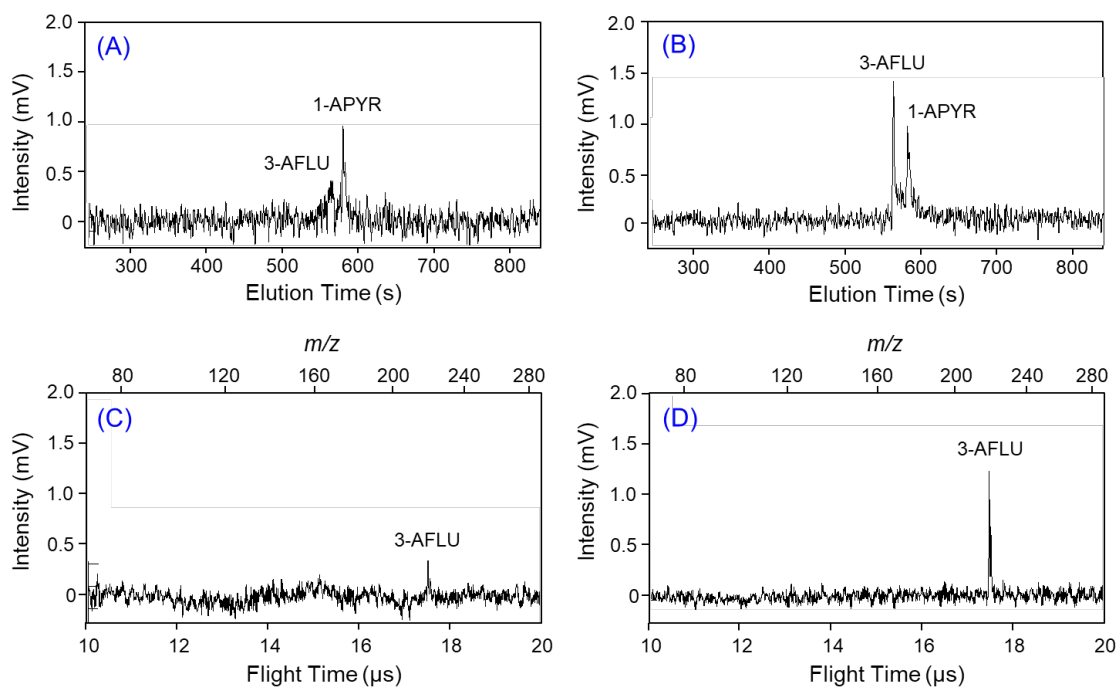 (A)
2.0
1.5
1.0
0.5
0
Intensity (mV)
3-AFLU
1-APYR
300 400 500 600 700 800
Elution Time (s)
(B)
2.0
1.5
1.0
0.5
0
Intensity (mV)
3-AFLU
1-APYR
300 400 500 600 700 800
Elution Time (s)
m/z
80 120 160 200 240 280
(C)
2.0
1.5
1.0
0.5
0
Intensity (mV)
3-AFLU
10 12 14 16 18 20
Flight Time (μs)
m/z
80 120 160 200 240 280
(D)
2.0
1.5
1.0
0.5
0
Intensity (mV)
3-AFLU
10 12 14 16 18 20
Flight Time (μs)